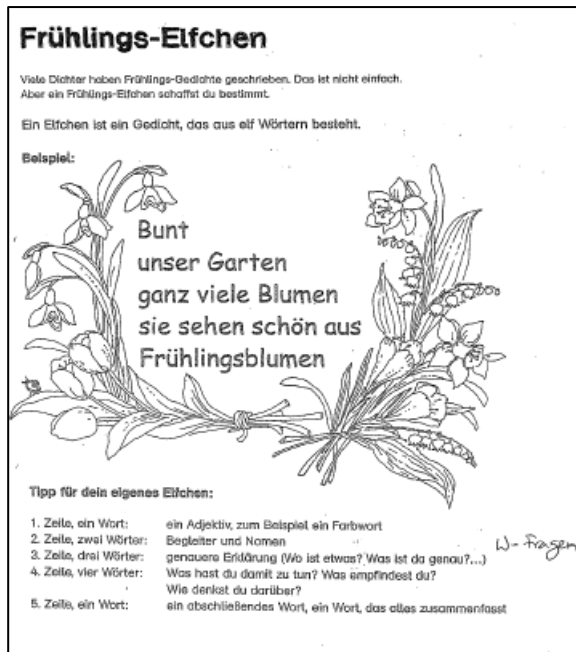 Frühlings-Elfchen
Viele Dichter haben Frühlings-Gedichte geschrieben. Das ist nicht einfach.
Aber ein Frühlings-Elfchen schaffst du bestimmt.
Ein Elfchen ist ein Gedicht, das aus elf Wörtern besteht.
Beispiel:
Bunt
unser Garten
ganz viele Blumen
sie sehen schön aus
Frühlingsblumen
Tipp für dein eigenes Elfchen:
1. Zeile, ein Wort: ein Adjektiv, zum Beispiel ein Farbwort
2. Zeile, zwei Wörter: Begleiter und Nomen
3. Zeile, drei Wörter: genauere Erklärung (Wo ist etwas? Was ist da genau?...)
W-Fragen
4. Zeile, vier Wörter: Was hast du damit zu tun? Was empfindest du?
Wie denkst du darüber?
5. Zeile, ein Wort: ein abschließendes Wort, ein Wort, das alles zusammenfasst